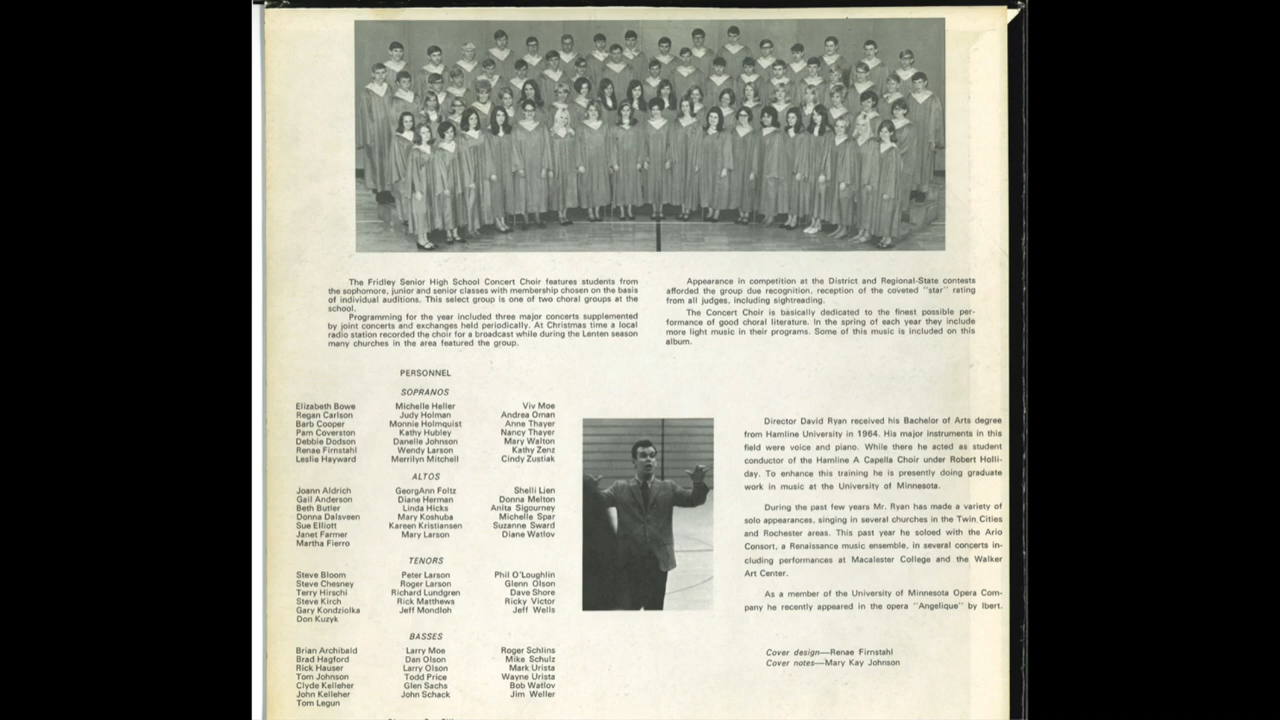 The Fridley Senior High School Concert Choir features students from
the sophomore, junior and senior classes with membership chosen on the basis
of individual auditions. This select group is one of two choral groups at the
school.
Programming for the year included three major concerts supplemented
by joint concerts and exchanges held periodically. At Christmas time a local
radio station recorded the choir for a broadcast while during the Lenten season
many churches in the area featured the group.
Appearance in competition at the District and Regional-State contests
afforded the group due recognition, reception of the coveted "star" rating
from all judges, including sightreading.
The Concert Choir is basically dedicated to the finest possible per-
formance of good choral literature. In the spring of each year they include
more light music in their programs. Some of this music is included on this
album.
PERSONNEL
SOPRANOS
Elizabeth Bowe Michelle Heller Viv Moe
Regan Carlson Judy Holman Andrea Oman
Barb Cooper Monnie Holmquist Anne Thayer
Pam Coverston Kathy Hubley Nancy Thayer
Debbie Dodson Danelle Johnson Mary Walton
Renae Firnstahl Wendy Larson Kathy Zenz
Leslie Hayward Merrilyn Mitchell Cindy Zustiak
ALTOS
Joann Aldrich GeorgAnn Foltz Shelli Lien
Gail Anderson Diane Herman Donna Melton
Beth Butler Linda Hicks Anita Sigourney
Donna Dalsveen Mary Koshuba Michelle Spar
Sue Elliott Kareen Kristiansen Suzanne Sward
Janet Farmer Mary Larson Diane Watlov
Martha Fierro
TENORS
Steve Bloom Peter Larson Phil O'Loughlin
Steve Chesney Roger Larson Glenn Olson
Terry Hirschi Richard Lundgren Dave Shore
Steve Kirch Rick Matthews Ricky Victor
Gary Kondziolka Jeff Mondloh Jeff Wells
Don Kuzyk
BASSES
Brian Archibald Larry Moe Roger Schlins
Brad Hagford Dan Olson Mike Schulz
Rick Hauser Larry Olson Mark Urista
Tom Johnson Todd Price Wayne Urista
Clyde Kelleher Glen Sachs Bob Watlov
John Kelleher John Schack Jim Weller
Tom Legun
Director David Ryan received his Bachelor of Arts degree
from Hamline University in 1964. His major instruments in this
field were voice and piano. While there he acted as student
conductor of the Hamline A Capella Choir under Robert Holli-
day. To enhance this training he is presently doing graduate
work in music at the University of Minnesota.
During the past few years Mr. Ryan has made a variety of
solo appearances, singing in several churches in the Twin Cities
and Rochester areas. This past year he soloed with the Ario
Consort, a Renaissance music ensemble, in several concerts in-
cluding performances at Macalester College and the Walker
Art Center.
As a member of the University of Minnesota Opera Com-
pany he recently appeared in the opera "Angelique" by Ibert.
Cover design—Renae Firnstahl
Cover notes—Mary Kay Johnson